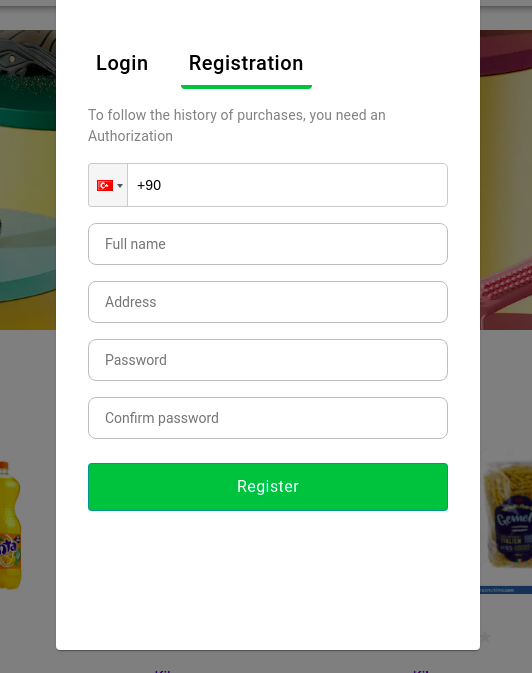 Login Registration
To follow the history of purchases, you need an
Authorization
+90
Full name
Address
Password
Confirm password
Register